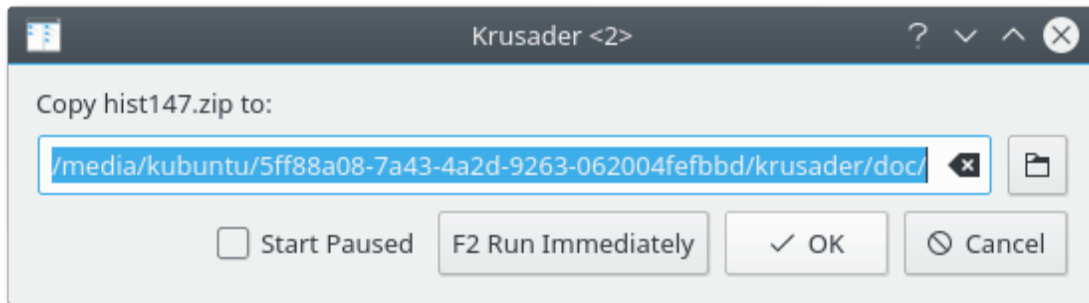 Krusader <2>
Copy hist147.zip to:
/media/kubuntu/5ff88a08-7a43-4a2d-9263-062004fefbbd/krusader/doc/
Start Paused
F2 Run Immediately
OK
Cancel